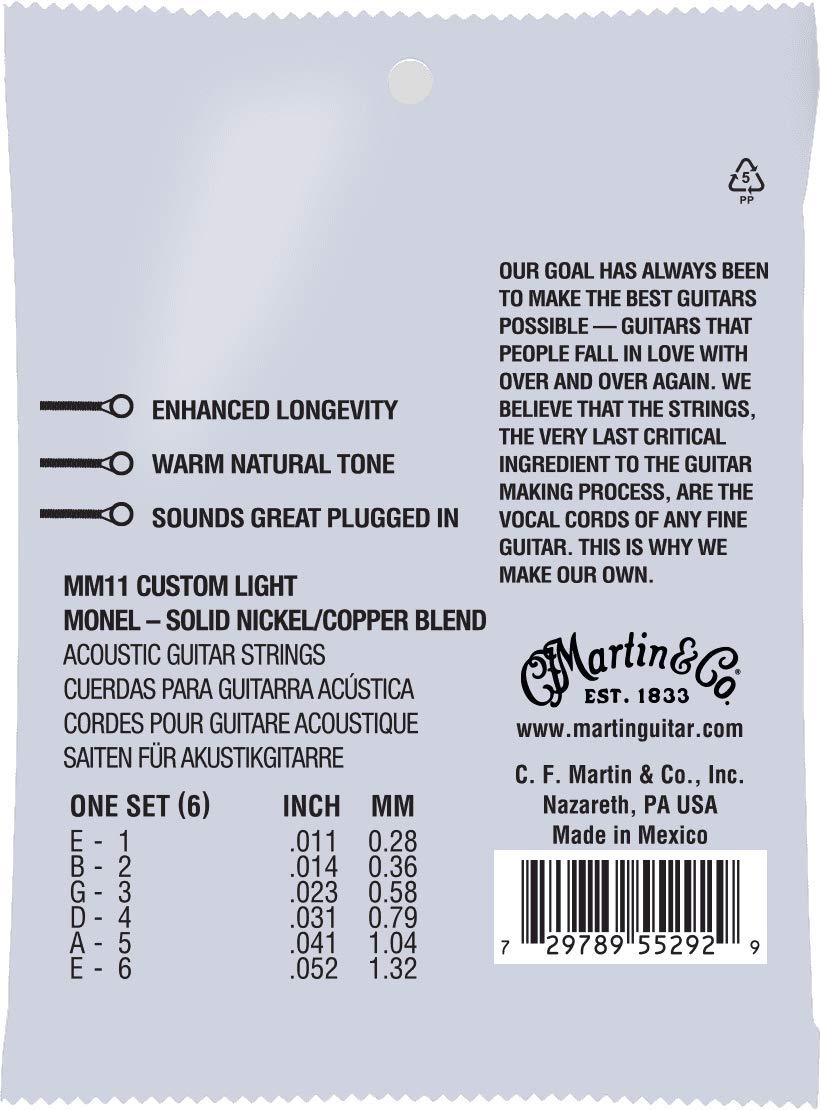 5
PP
OUR GOAL HAS ALWAYS BEEN
TO MAKE THE BEST GUITARS
POSSIBLE — GUITARS THAT
PEOPLE FALL IN LOVE WITH
OVER AND OVER AGAIN. WE
BELIEVE THAT THE STRINGS,
THE VERY LAST CRITICAL
INGREDIENT TO THE GUITAR
MAKING PROCESS, ARE THE
VOCAL CORDS OF ANY FINE
GUITAR. THIS IS WHY WE
MAKE OUR OWN.
ENHANCED LONGEVITY
WARM NATURAL TONE
SOUNDS GREAT PLUGGED IN
MM11 CUSTOM LIGHT
MONEL – SOLID NICKEL/COPPER BLEND
ACOUSTIC GUITAR STRINGS
CUERDAS PARA GUITARRA ACÚSTICA
CORDES POUR GUITARE ACOUSTIQUE
SAITEN FÜR AKUSTIKGITARRE
ONE SET (6) INCH MM
E - 1 .011 0.28
B - 2 .014 0.36
G - 3 .023 0.58
D - 4 .031 0.79
A - 5 .041 1.04
E - 6 .052 1.32
CF Martin & Co.®
EST. 1833
www.martinguitar.com
C. F. Martin & Co., Inc.
Nazareth, PA USA
Made in Mexico
7 29789 55292 9